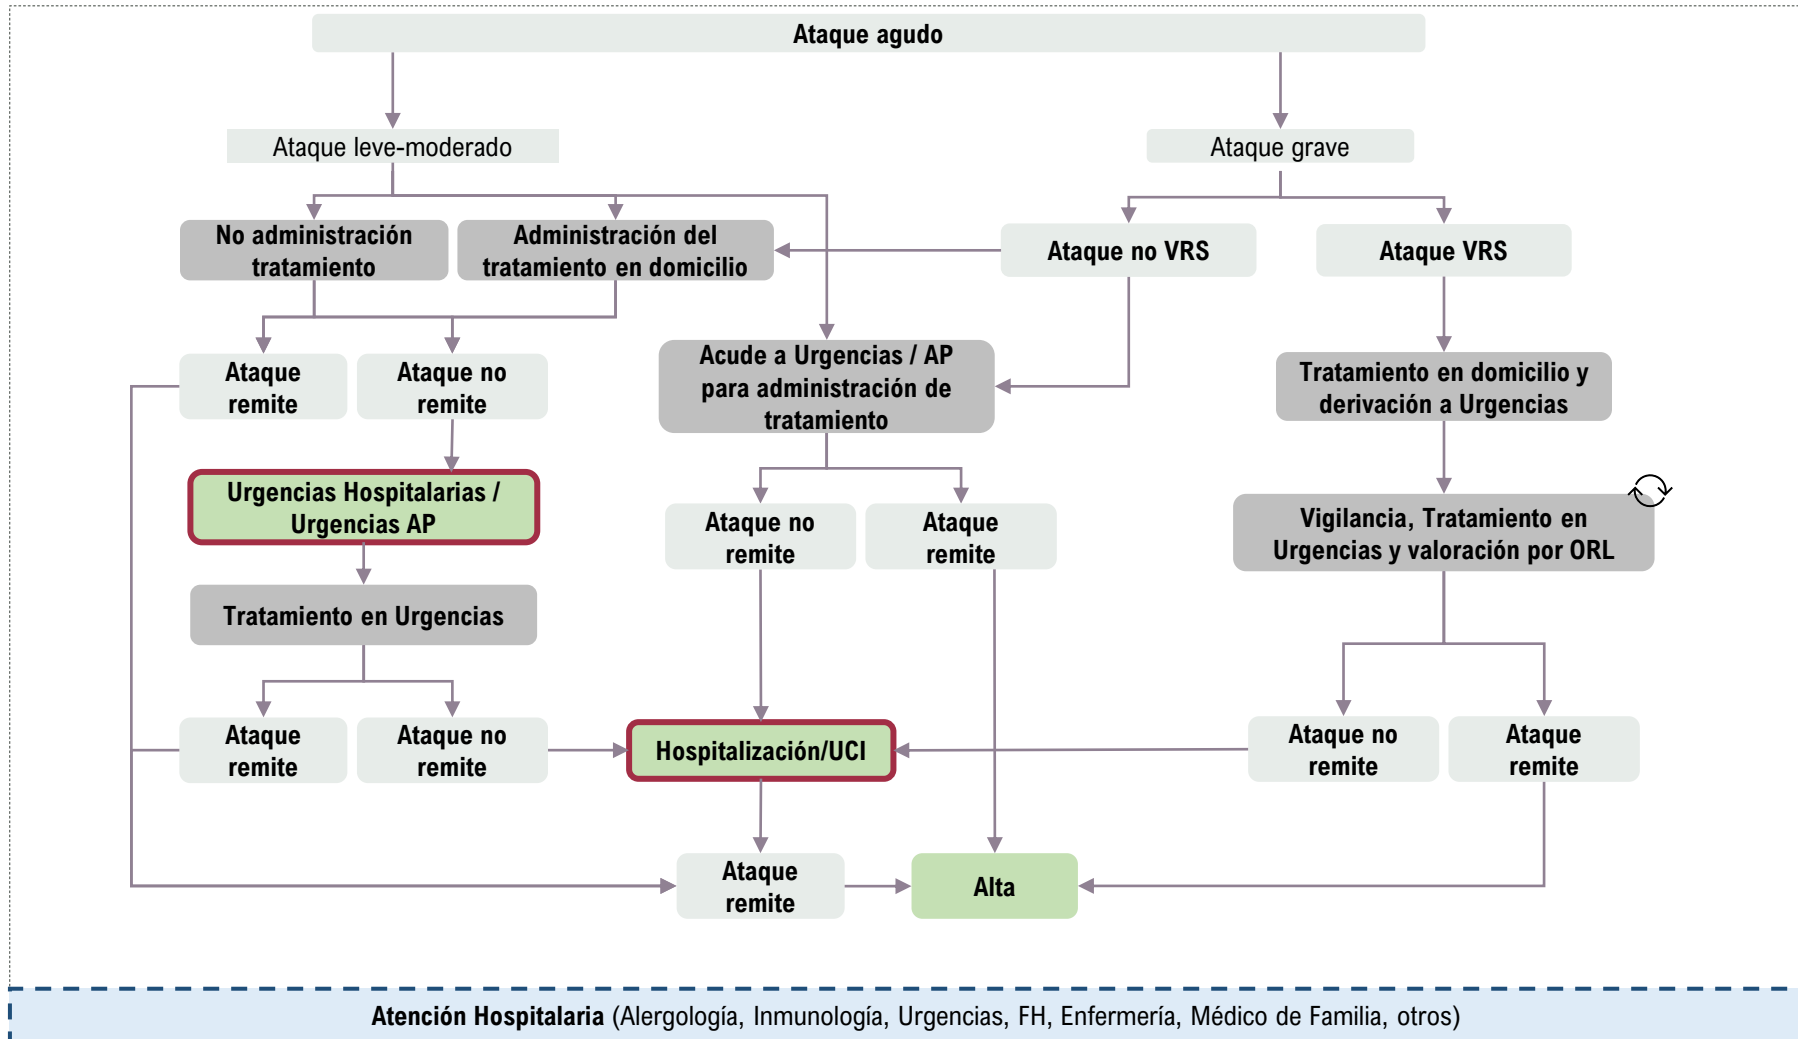 Ataque agudo
Ataque leve-moderado
Ataque grave
No administración
tratamiento
Administración del
tratamiento en domicilio
Ataque no VRS
Ataque VRS
Ataque
remite
Ataque no
remite
Acude a Urgencias / AP
para administración de
tratamiento
Tratamiento en domicilio y
derivación a Urgencias
Urgencias Hospitalarias /
Urgencias AP
Ataque no
remite
Ataque
remite
Vigilancia, Tratamiento en
Urgencias y valoración por ORL
Tratamiento en Urgencias
Ataque
remite
Ataque no
remite
Hospitalización/UCI
Ataque no
remite
Ataque
remite
Ataque
remite
Alta
Atención Hospitalaria (Alergología, Inmunología, Urgencias, FH, Enfermería, Médico de Familia, otros)